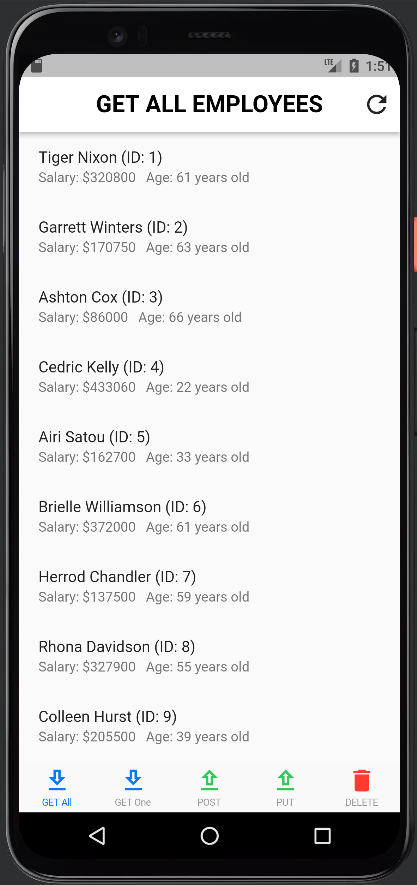 LTE 1:51
GET ALL EMPLOYEES
Tiger Nixon (ID: 1)
Salary: $320800 Age: 61 years old
Garrett Winters (ID: 2)
Salary: $170750 Age: 63 years old
Ashton Cox (ID: 3)
Salary: $86000 Age: 66 years old
Cedric Kelly (ID: 4)
Salary: $433060 Age: 22 years old
Airi Satou (ID: 5)
Salary: $162700 Age: 33 years old
Brielle Williamson (ID: 6)
Salary: $372000 Age: 61 years old
Herrod Chandler (ID: 7)
Salary: $137500 Age: 59 years old
Rhona Davidson (ID: 8)
Salary: $327900 Age: 55 years old
Colleen Hurst (ID: 9)
Salary: $205500 Age: 39 years old
GET All GET One POST PUT DELETE